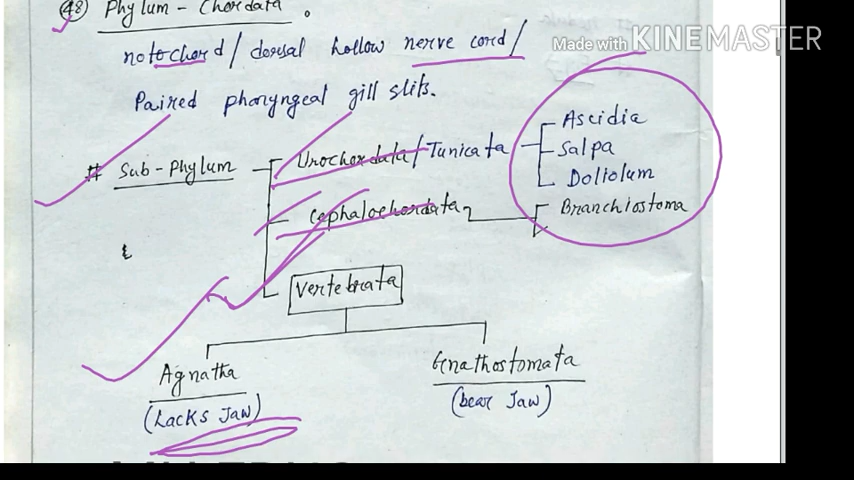 48) Phylum - Chordata.
Made with KINEMASTER
notochord / dorsal hollow nerve cord /
Paired pharyngeal gill slits.
# Sub-Phylum
Urochordata / Tunicata
Ascidia
Salpa
Doliolum
Cephalochordata
Branchiostoma
Vertebrata
Agnatha
(Lacks Jaw)
Gnathostomata
(bear Jaw)